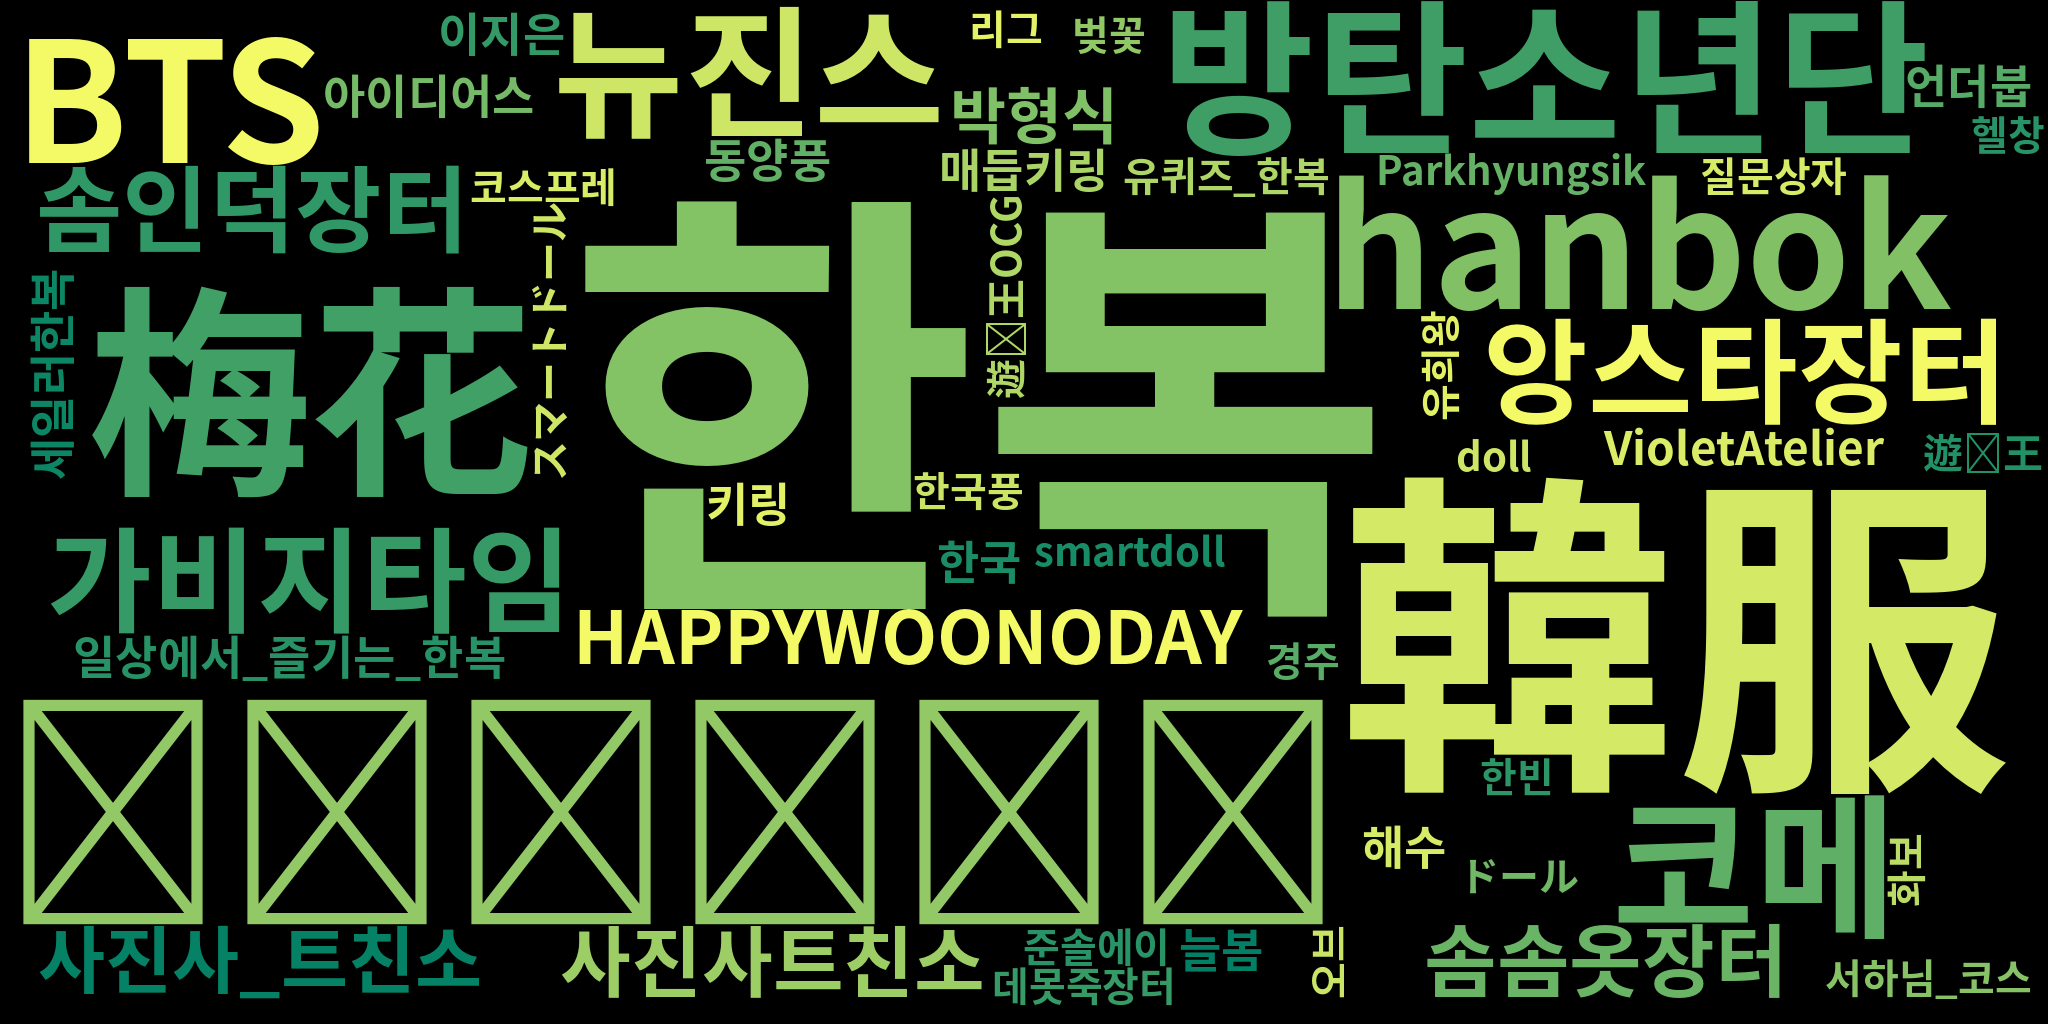 BTS
이지은
아이디어스
뉴진스
리그
벚꽃
방탄소년단
언더붑
헬창
박형식
동양풍
매듭키링
유퀴즈_한복
Parkhyungsik
질문상자
솜인덕장터
코스프레
hanbok
세일러한복
梅花
スマートドール
한복
王OCG
유희왕
앙스타장터
doll
VioletAtelier
키링
한국풍
한국
smartdoll
韓服
가비지타임
일상에서_즐기는_한복
HAPPYWOONODAY
경주
한빈
코메
해수
ドール
화보
사진사_트친소
사진사트친소
준솔에이
늘봄
데못죽장터
오비
솜솜옷장터
서하님_코스